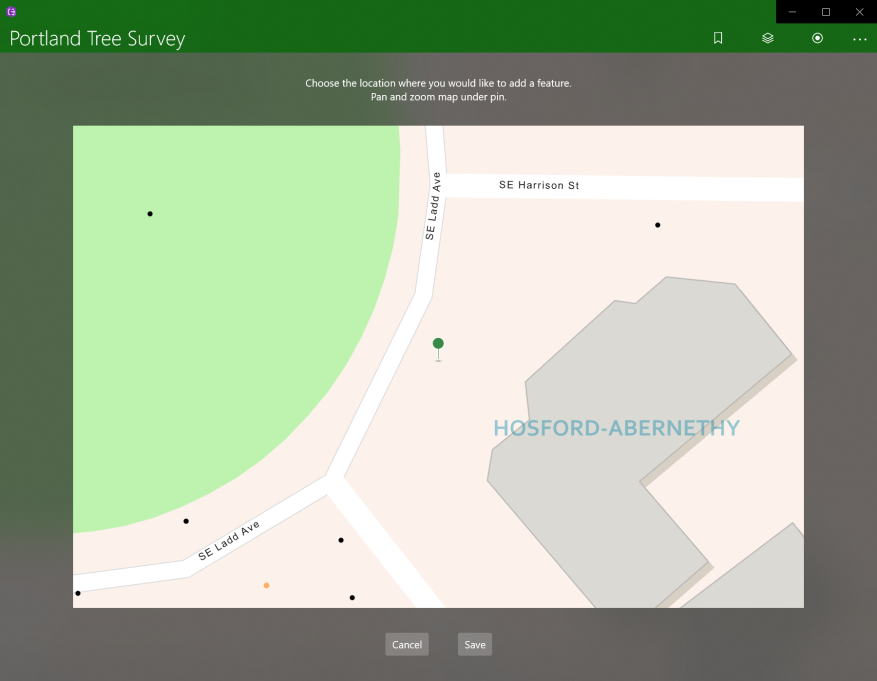 Portland Tree Survey
Choose the location where you would like to add a feature.
Pan and zoom map under pin.
SE Ladd Ave
SE Harrison St
HOSFORD-ABERNETHY
SE Ladd Ave
Cancel
Save